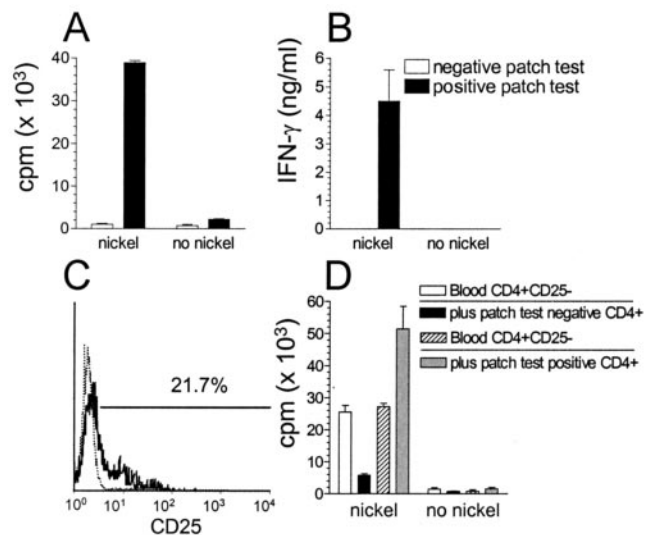 A
cpm (x 10³)
40
30
20
10
0
nickel no nickel
B
IFN-γ (ng/ml)
6
5
4
3
2
1
0
negative patch test
positive patch test
nickel no nickel
C
21.7%
10⁰ 10¹ 10² 10³ 10⁴
CD25
D
cpm (x 10³)
60
50
40
30
20
10
0
Blood CD4+CD25-
plus patch test negative CD4+
Blood CD4+CD25-
plus patch test positive CD4+
nickel no nickel